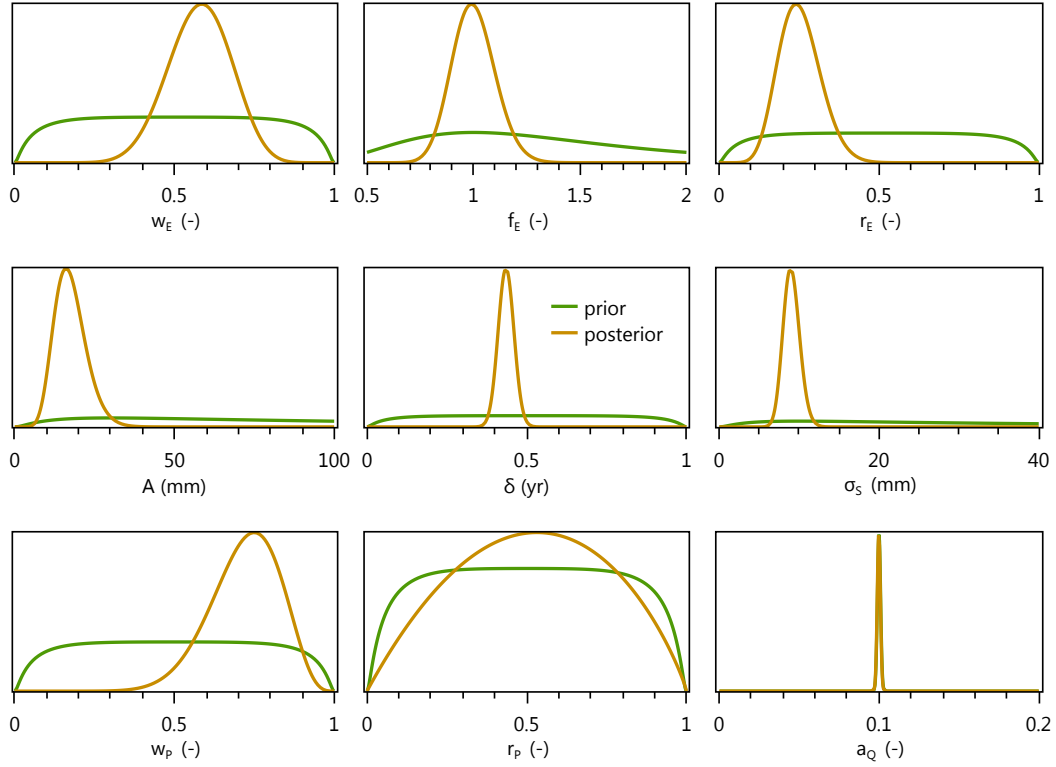 0 0.5 1
w_E (-)
0.5 1 1.5 2
f_E (-)
0 0.5 1
r_E (-)
prior
posterior
0 50 100
A (mm)
0 0.5 1
δ (yr)
0 20 40
σ_S (mm)
0 0.5 1
w_P (-)
0 0.5 1
r_P (-)
0 0.1 0.2
a_Q (-)